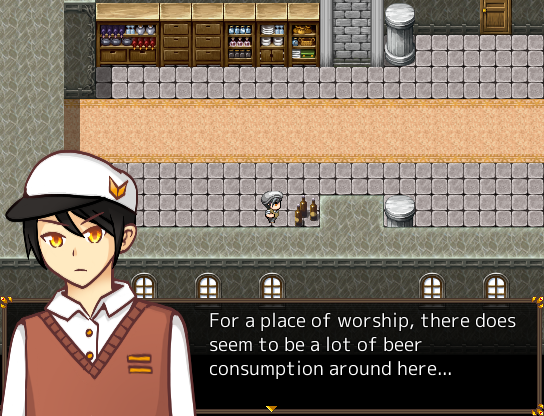 For a place of worship, there does
seem to be a lot of beer
consumption around here...